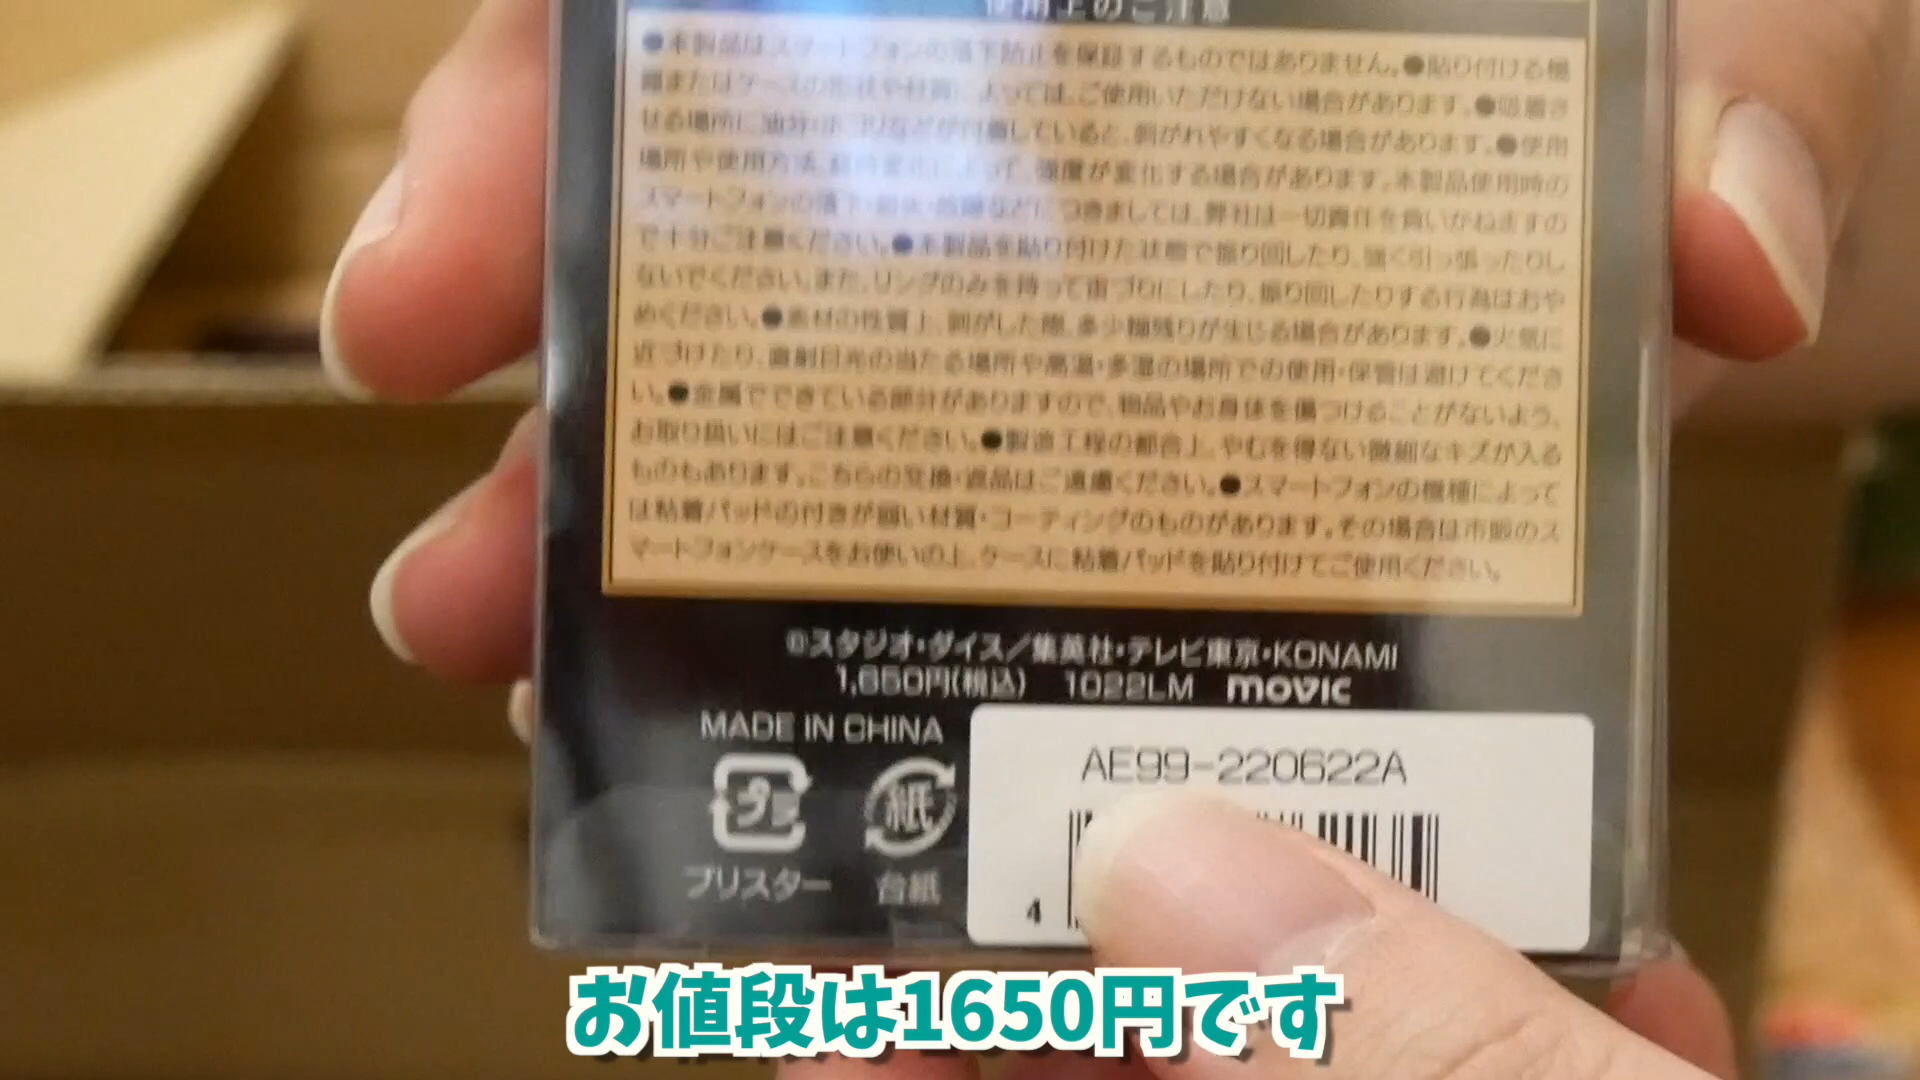 使用上のご注意
●本製品はスマートフォンの落下防止を保証するものではありません。●貼り付ける機
種またはケースの形状や材質によっては、ご使用いただけない場合があります。●吸着さ
せる場所に油分・ホコリなどが付着していると、剥がれやすくなる場合があります。●使用
場所や使用方法、経時変化によって、強度が変化する場合があります。本製品使用時の
スマートフォンの落下・紛失・故障などにつきましては、弊社は一切責任を負いかねますの
で十分ご注意ください。●本製品を貼り付けた状態で振り回したり、強く引っ張ったりし
ないでください。また、リングのみを持って宙づりにしたり、振り回したりする行為はおや
めください。●素材の性質上、剥がした際、多少糊残りが生じる場合があります。●火気に
近づけたり、直射日光の当たる場所や高温・多湿の場所での使用・保管は避けてくださ
い。●金属でできている部分がありますので、物品やお身体を傷つけることがないよう、
お取り扱いにはご注意ください。●製造工程の都合上、やむを得ない微細なキズが入る
ものもあります。こちらの交換・返品はご遠慮ください。●スマートフォンの機種によって
は粘着パッドの付きが弱い材質・コーティングのものがあります。その場合は市販のス
マートフォンケースをお使いの上、ケースに粘着パッドを貼り付けてご使用ください。
©スタジオ・ダイス／集英社・テレビ東京・KONAMI
1,650円(税込) 1022LM movic
MADE IN CHINA
AE99-220622A
プラ
紙
ブリスター 台紙
4
お値段は1650円です